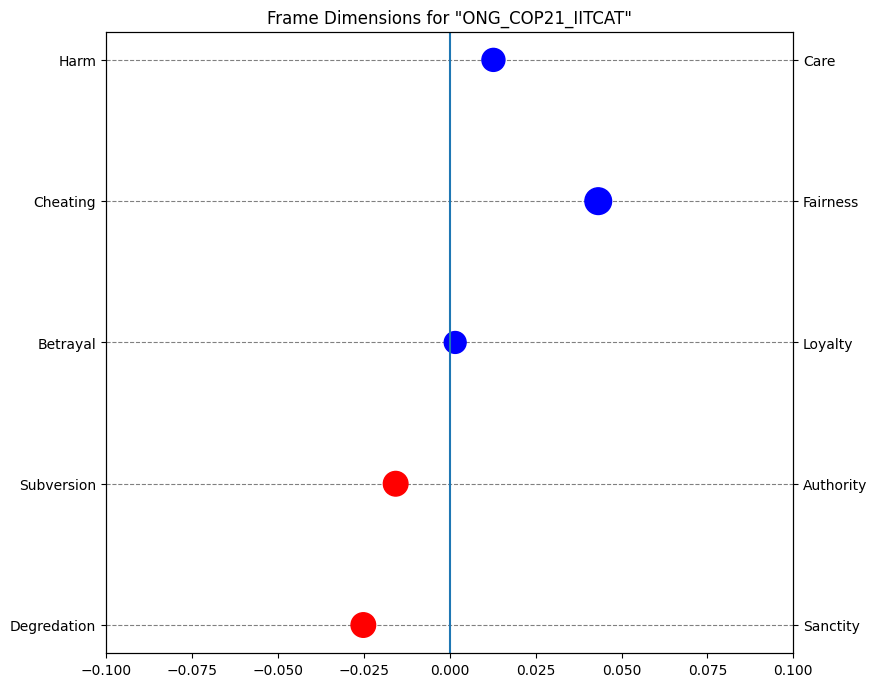 Frame Dimensions for "ONG_COP21_IITCAT"
Harm
Care
Cheating
Fairness
Betrayal
Loyalty
Subversion
Authority
Degredation
Sanctity
−0.100 −0.075 −0.050 −0.025 0.000 0.025 0.050 0.075 0.100